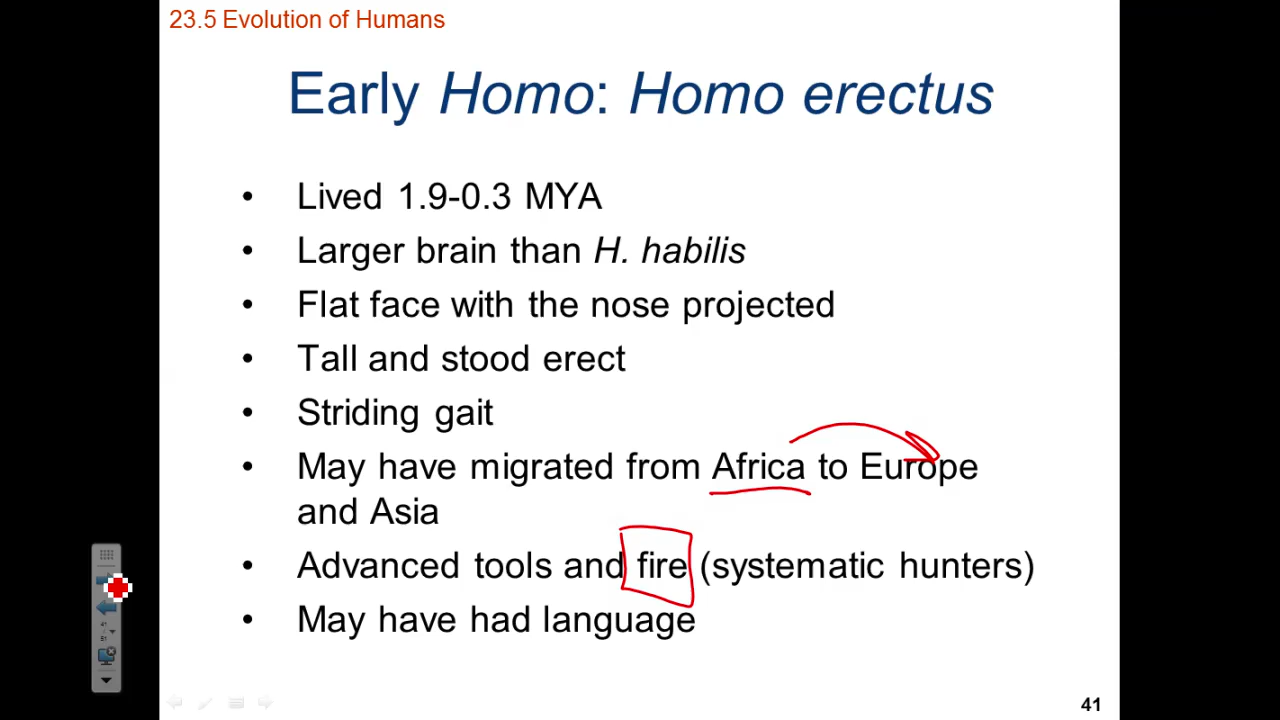 23.5 Evolution of Humans
Early Homo: Homo erectus
• Lived 1.9-0.3 MYA
• Larger brain than H. habilis
• Flat face with the nose projected
• Tall and stood erect
• Striding gait
• May have migrated from Africa to Europe
and Asia
• Advanced tools and fire (systematic hunters)
• May have had language
41
51
41